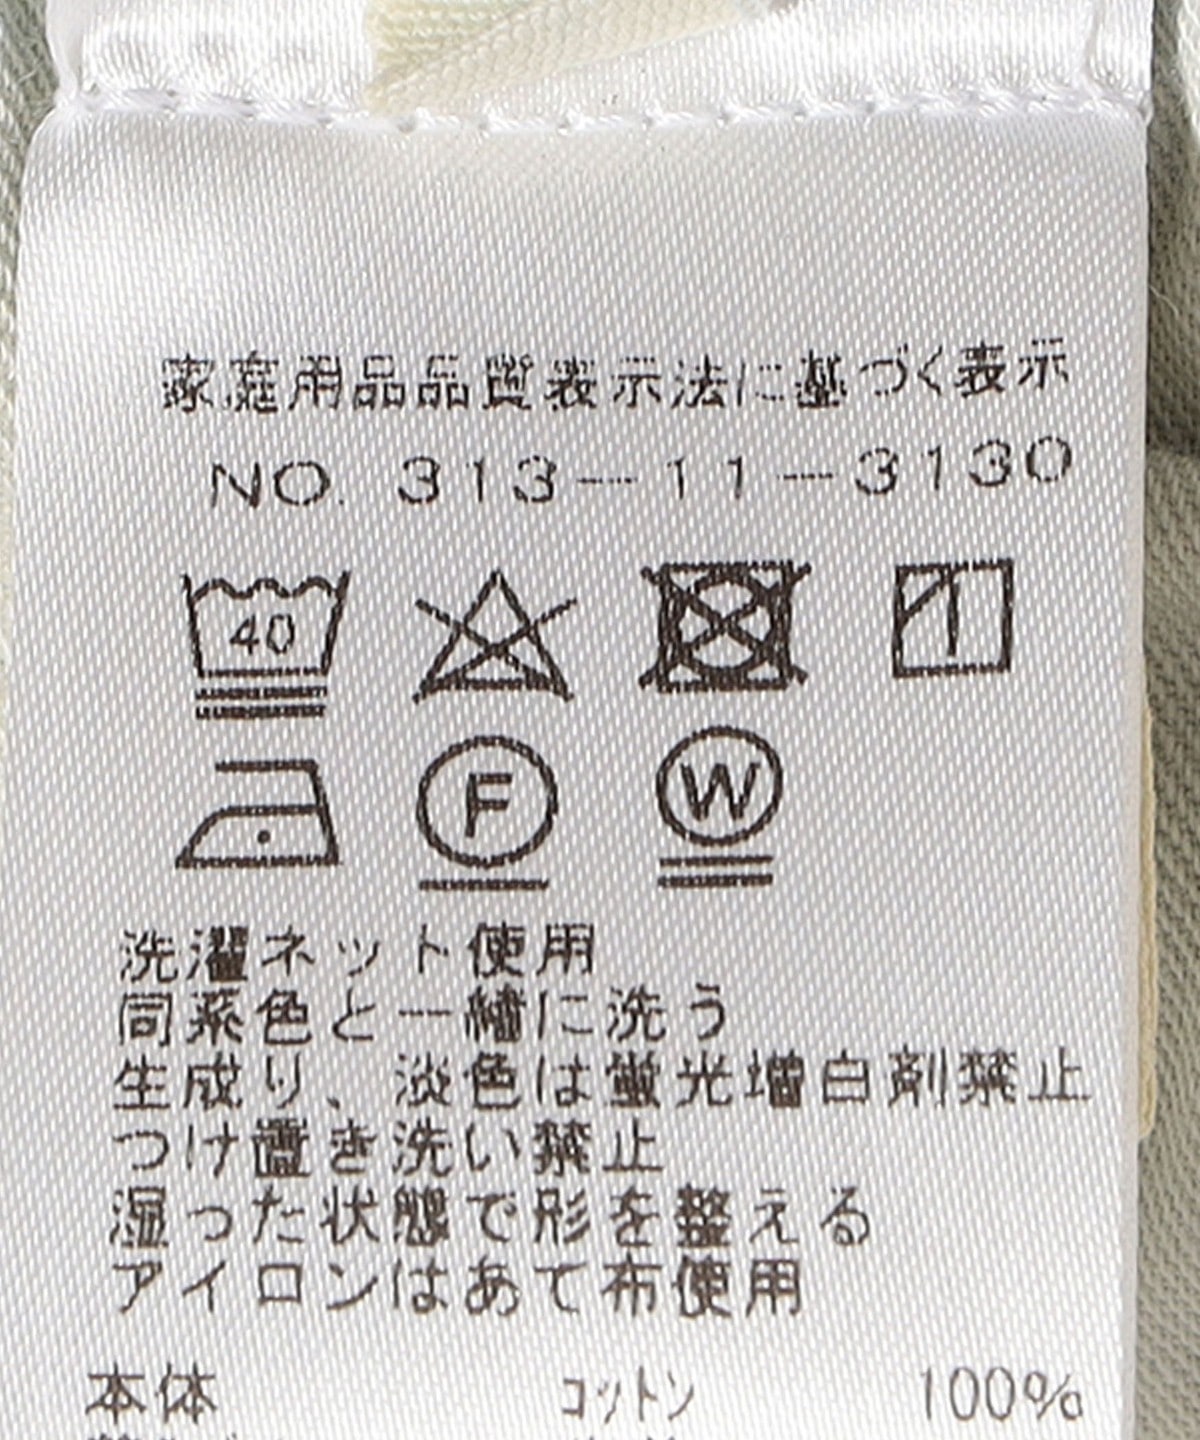 家庭用品品質表示法に基づく表示
NO. 313-11-3130
40
F
W
洗濯ネット使用
同系色と一緒に洗う
生成り、淡色は蛍光増白剤禁止
つけ置き洗い禁止
湿った状態で形を整える
アイロンはあて布使用
本体 コットン 100%